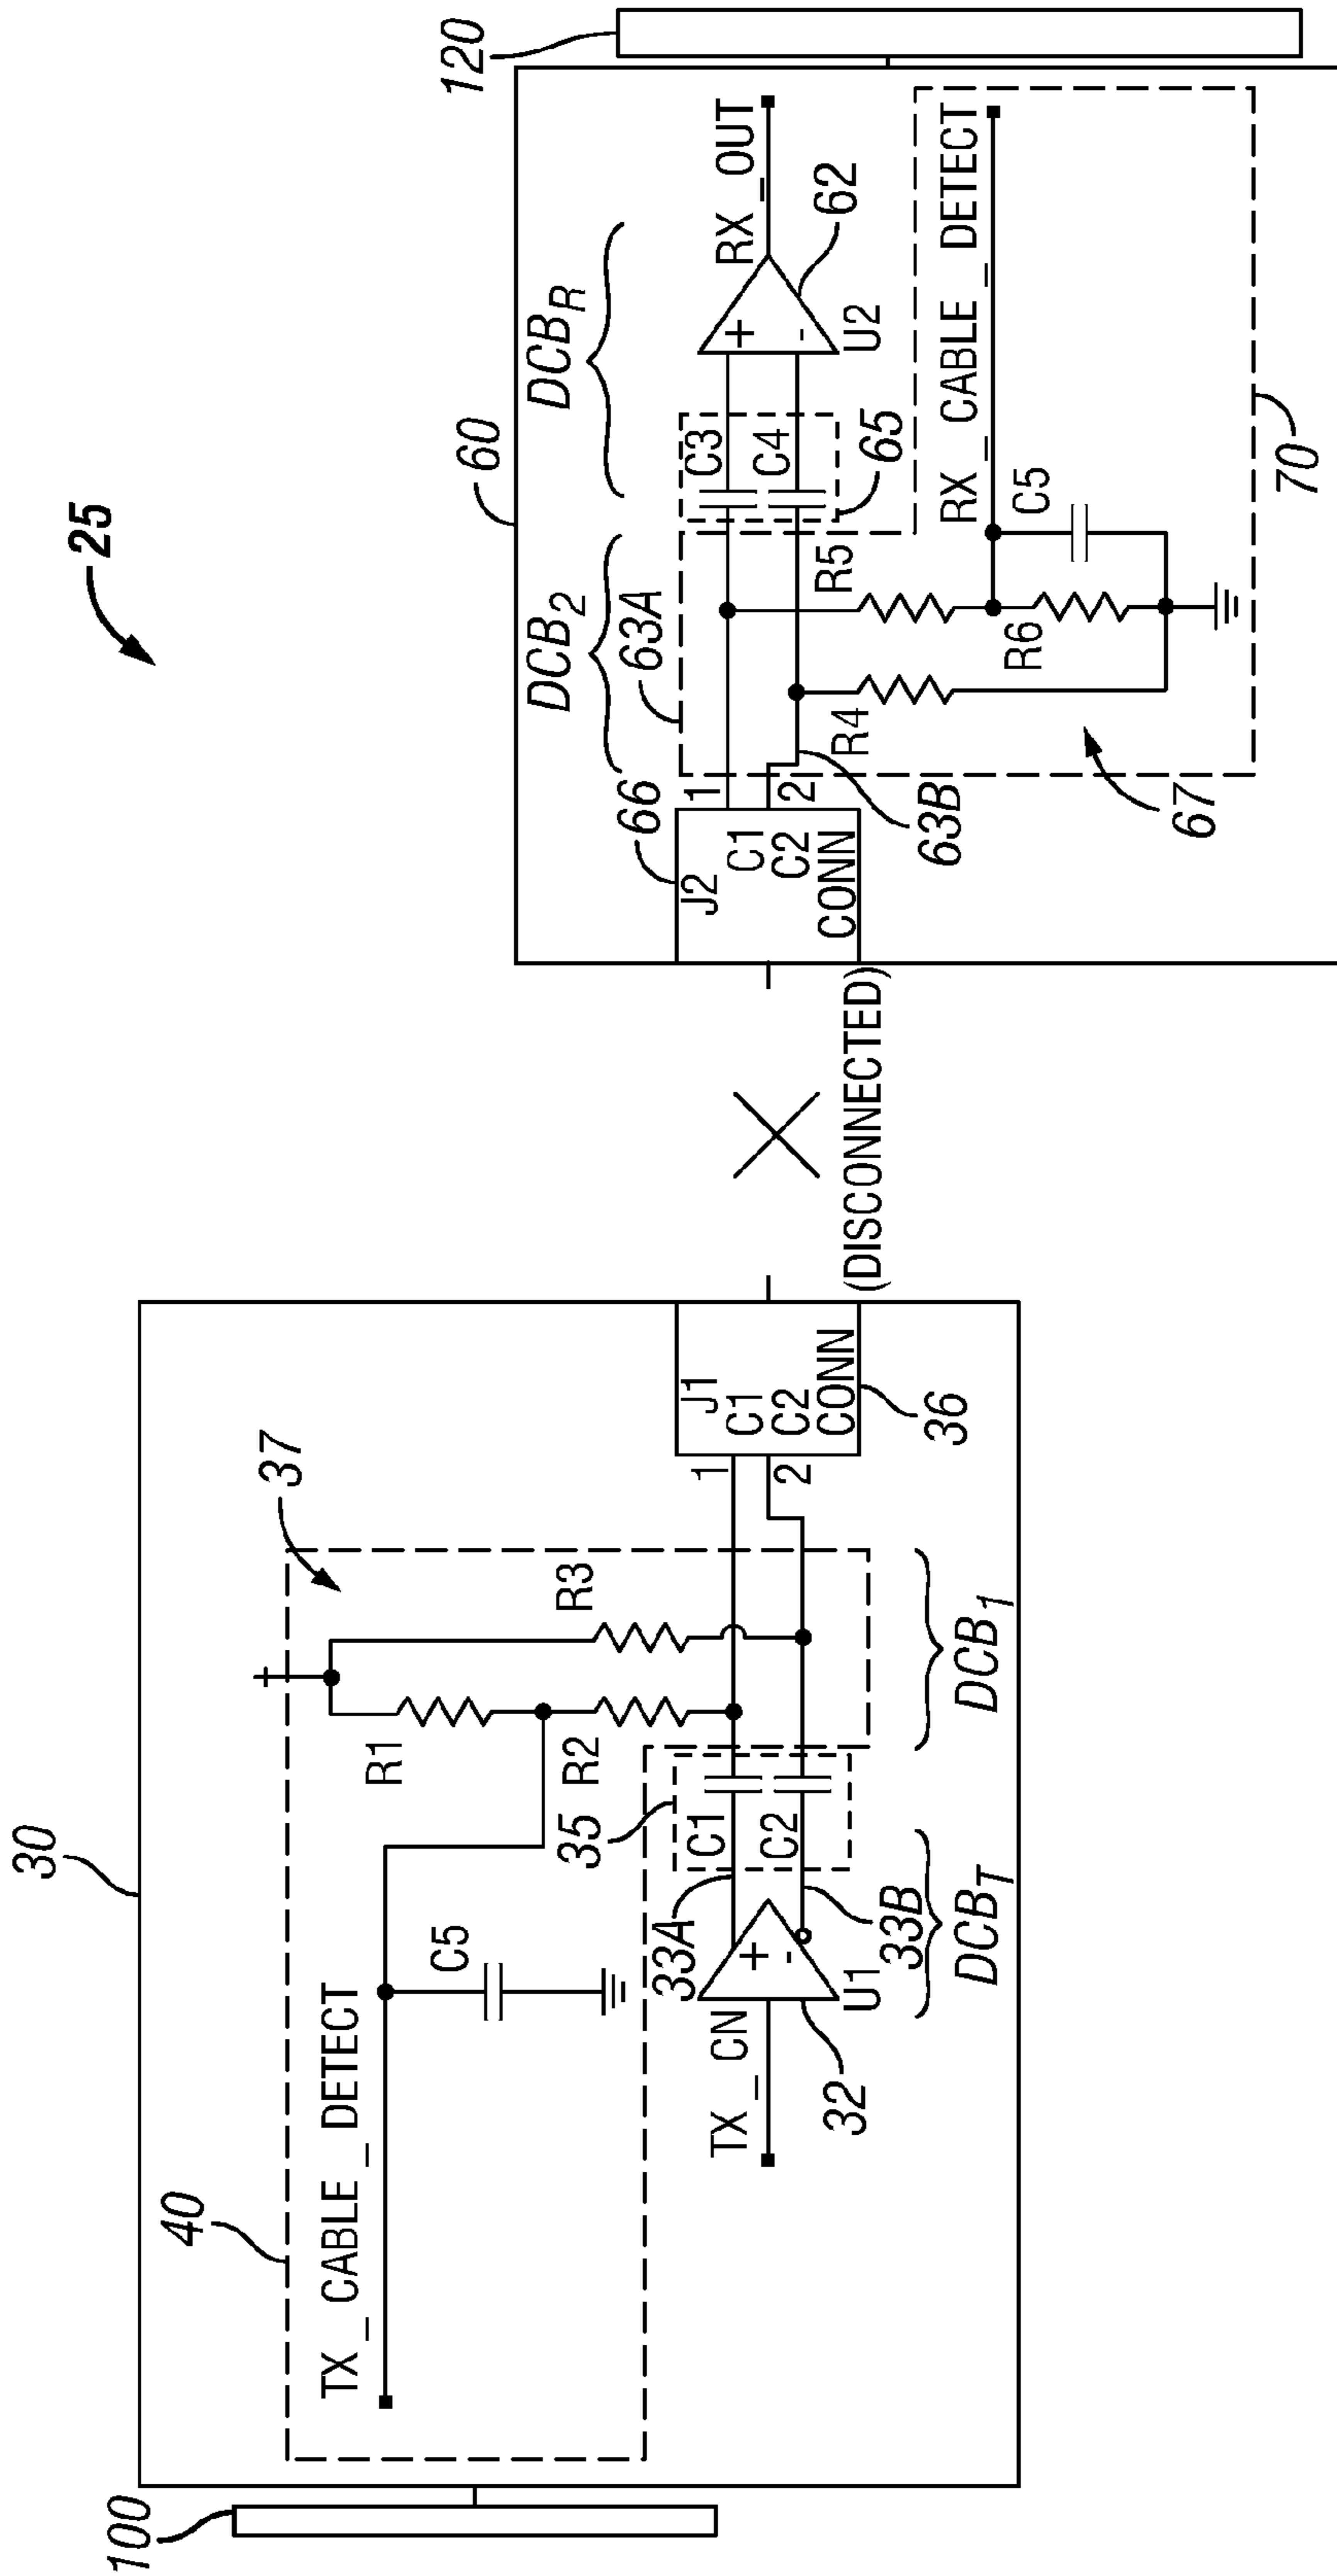 25
30
100
40
TX_CABLE_DETECT
C5
37
R1
R2
R3
35
C1
C2
33A
33B
TX_CN
+
-
U1
32
DCB_T
DCB_1
1
2
J1
C1
C2
CONN
36
(DISCONNECTED)
60
120
66
J2
C1
C2
CONN
1
2
63A
63B
DCB_2
DCB_R
C3
C4
65
+
-
U2
62
RX_OUT
R4
R5
R6
C5
RX_CABLE_DETECT
67
70